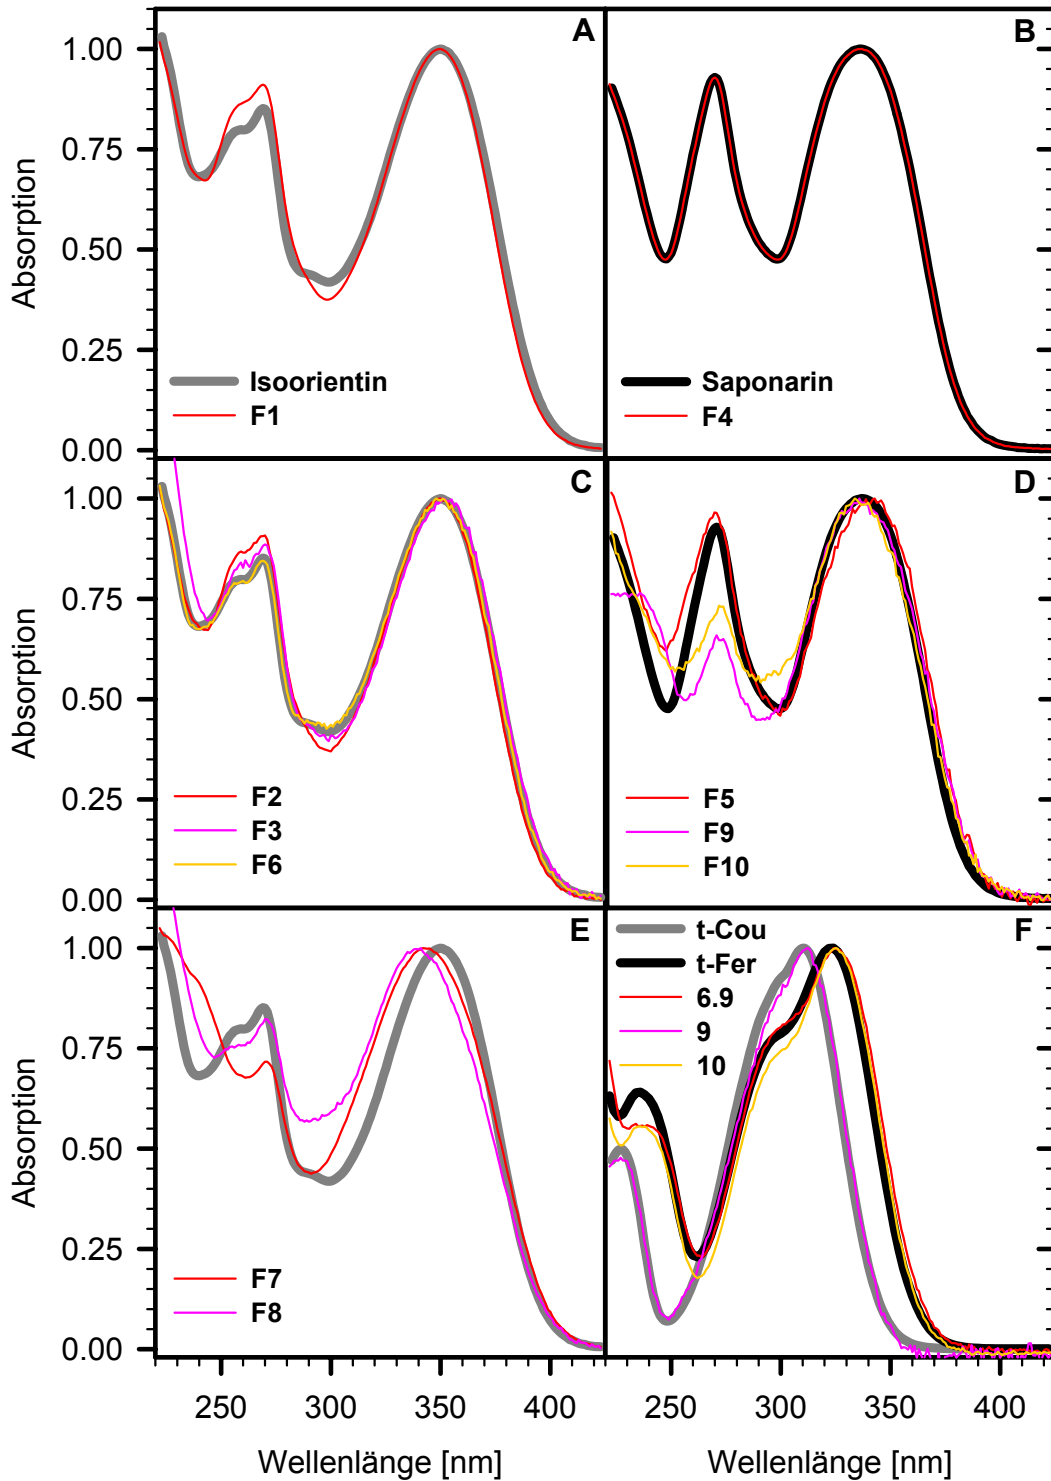 A
1.00
0.75
0.50
0.25
0.00
Absorption
Isoorientin
F1
B
Saponarin
F4
C
1.00
0.75
0.50
0.25
0.00
Absorption
F2
F3
F6
D
F5
F9
F10
E
1.00
0.75
0.50
0.25
0.00
Absorption
F7
F8
250
300
350
400
Wellenlänge [nm]
F
t-Cou
t-Fer
6.9
9
10
250
300
350
400
Wellenlänge [nm]